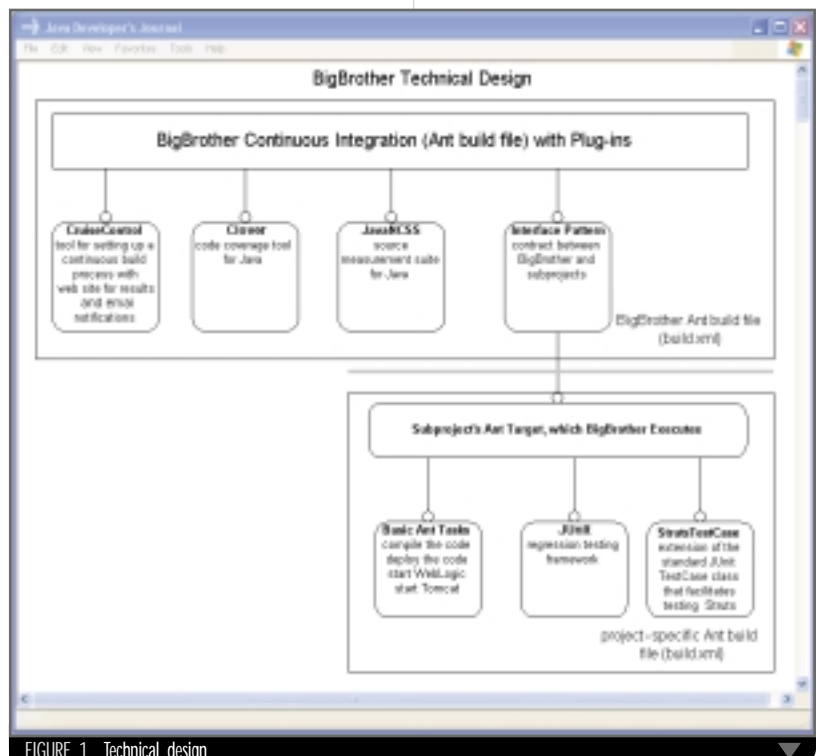 Java Developer's Journal
File Edit View Favorites Tools Help
BigBrother Technical Design
BigBrother Continuous Integration (Ant build file) with Plug-ins
CruiseControl
tool for setting up a
continuous build
process with
web site for results
and email
notifications
Clover
code coverage tool
for Java
JavaNCSS
source
measurement suite
for Java
Interface Pattern
contract between
BigBrother and
subprojects
BigBrother Ant build file
(build.xml)
Subproject's Ant Target, which BigBrother Executes
Basic Ant Tasks
compile the code
deploy the code
start WebLogic
start Tomcat
JUnit
regression testing
framework
StrutsTestCase
extension of the
standard JUnit
TestCase class
that facilitates
testing Struts
project-specific Ant build
file (build.xml)
FIGURE 1 Technical design